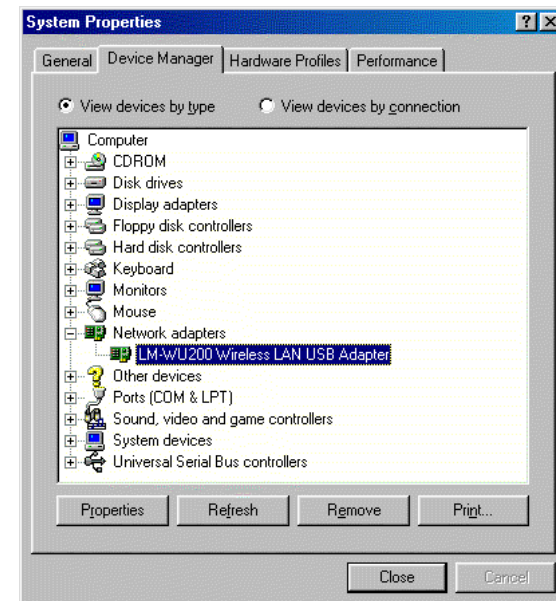 System Properties
General Device Manager Hardware Profiles Performance
View devices by type View devices by connection
Computer
CDROM
Disk drives
Display adapters
Floppy disk controllers
Hard disk controllers
Keyboard
Monitors
Mouse
Network adapters
LM-WU200 Wireless LAN USB Adapter
Other devices
Ports (COM & LPT)
Sound, video and game controllers
System devices
Universal Serial Bus controllers
Properties Refresh Remove Print...
Close Cancel